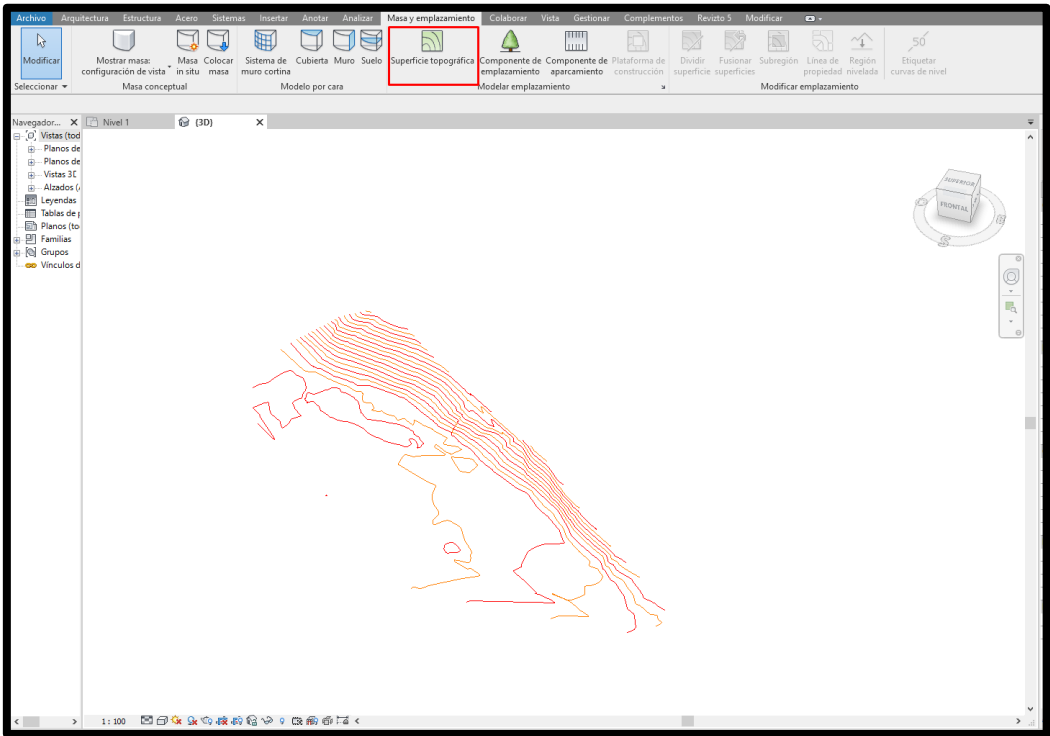 Archivo Arquitectura Estructura Acero Sistemas Insertar Anotar Analizar Masa y emplazamiento Colaborar Vista Gestionar Complementos Revizto 5 Modificar
Modificar
Mostrar masa:
configuración de vista
Masa
in situ
Colocar
masa
Sistema de
muro cortina
Cubierta Muro Suelo
Superficie topográfica
Componente de
emplazamiento
Componente de
aparcamiento
Plataforma de
construcción
Dividir
superficie
Fusionar
superficies
Subregión
Línea de
propiedad
Región
nivelada
50
Etiquetar
curvas de nivel
Seleccionar Masa conceptual Modelo por cara Modelar emplazamiento Modificar emplazamiento
Navegador... X Nivel 1 {3D} X
Vistas (tod
Planos de
Planos de
Vistas 3D
Alzados (
Leyendas
Tablas de p
Planos (to
Familias
Grupos
Vínculos d
SUPERIOR
FRONTAL
O
S
E
1 : 100